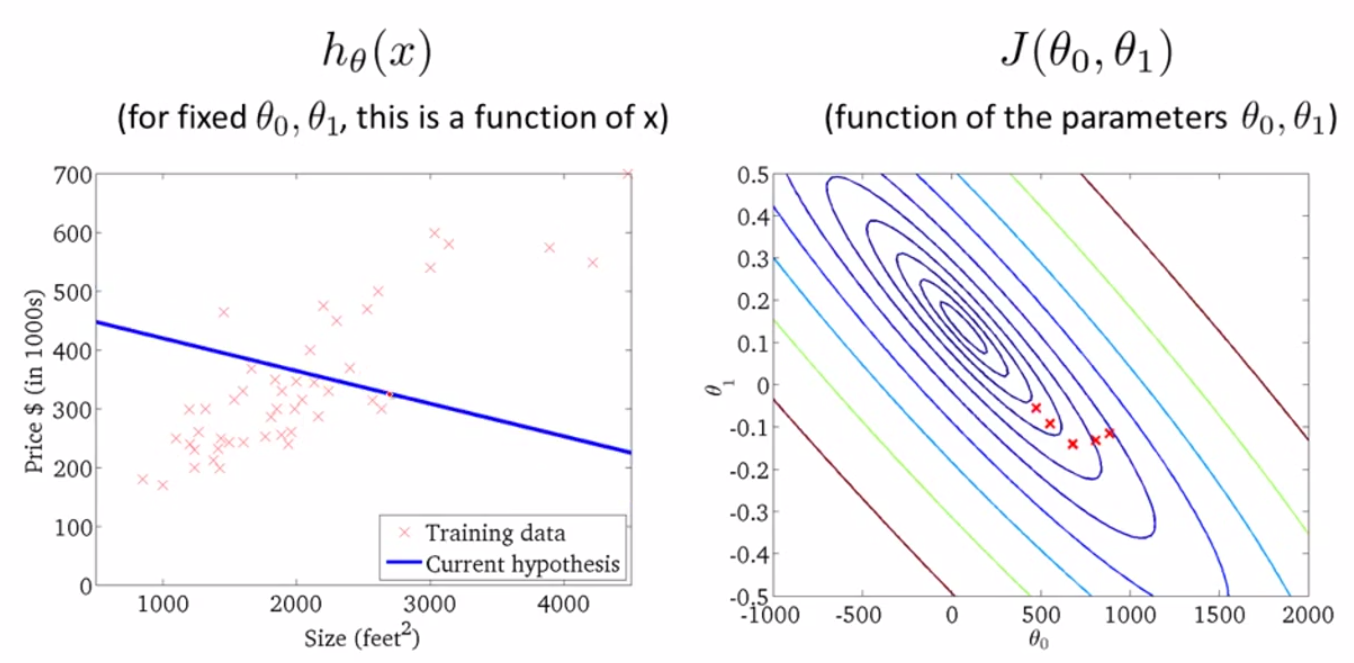 hθ(x)
(for fixed θ0, θ1, this is a function of x)
700
600
500
400
300
200
100
0
Price $ (in 1000s)
1000 2000 3000 4000
Size (feet2)
Training data
Current hypothesis
J(θ0, θ1)
(function of the parameters θ0, θ1)
0.5
0.4
0.3
0.2
0.1
0
-0.1
-0.2
-0.3
-0.4
-0.5
θ1
-1000 -500 0 500 1000 1500 2000
θ0